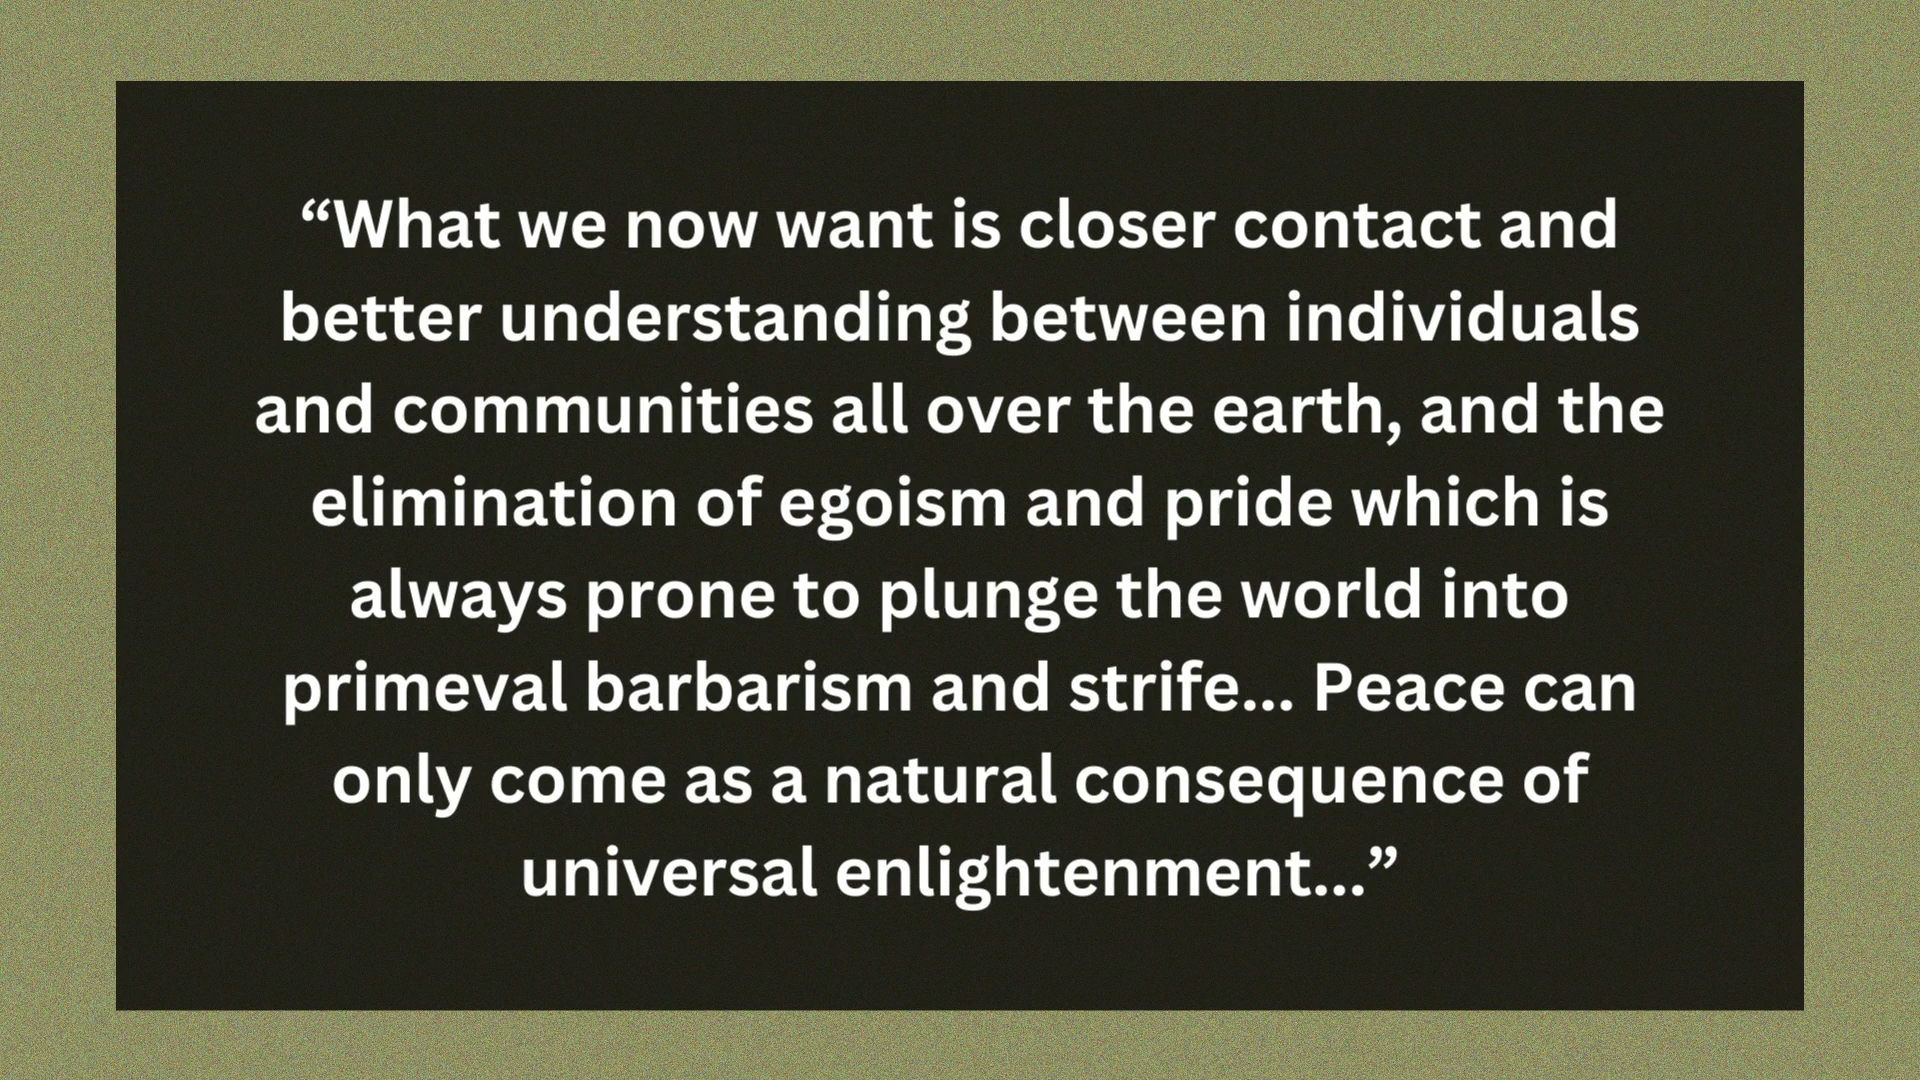 “What we now want is closer contact and
better understanding between individuals
and communities all over the earth, and the
elimination of egoism and pride which is
always prone to plunge the world into
primeval barbarism and strife... Peace can
only come as a natural consequence of
universal enlightenment...”